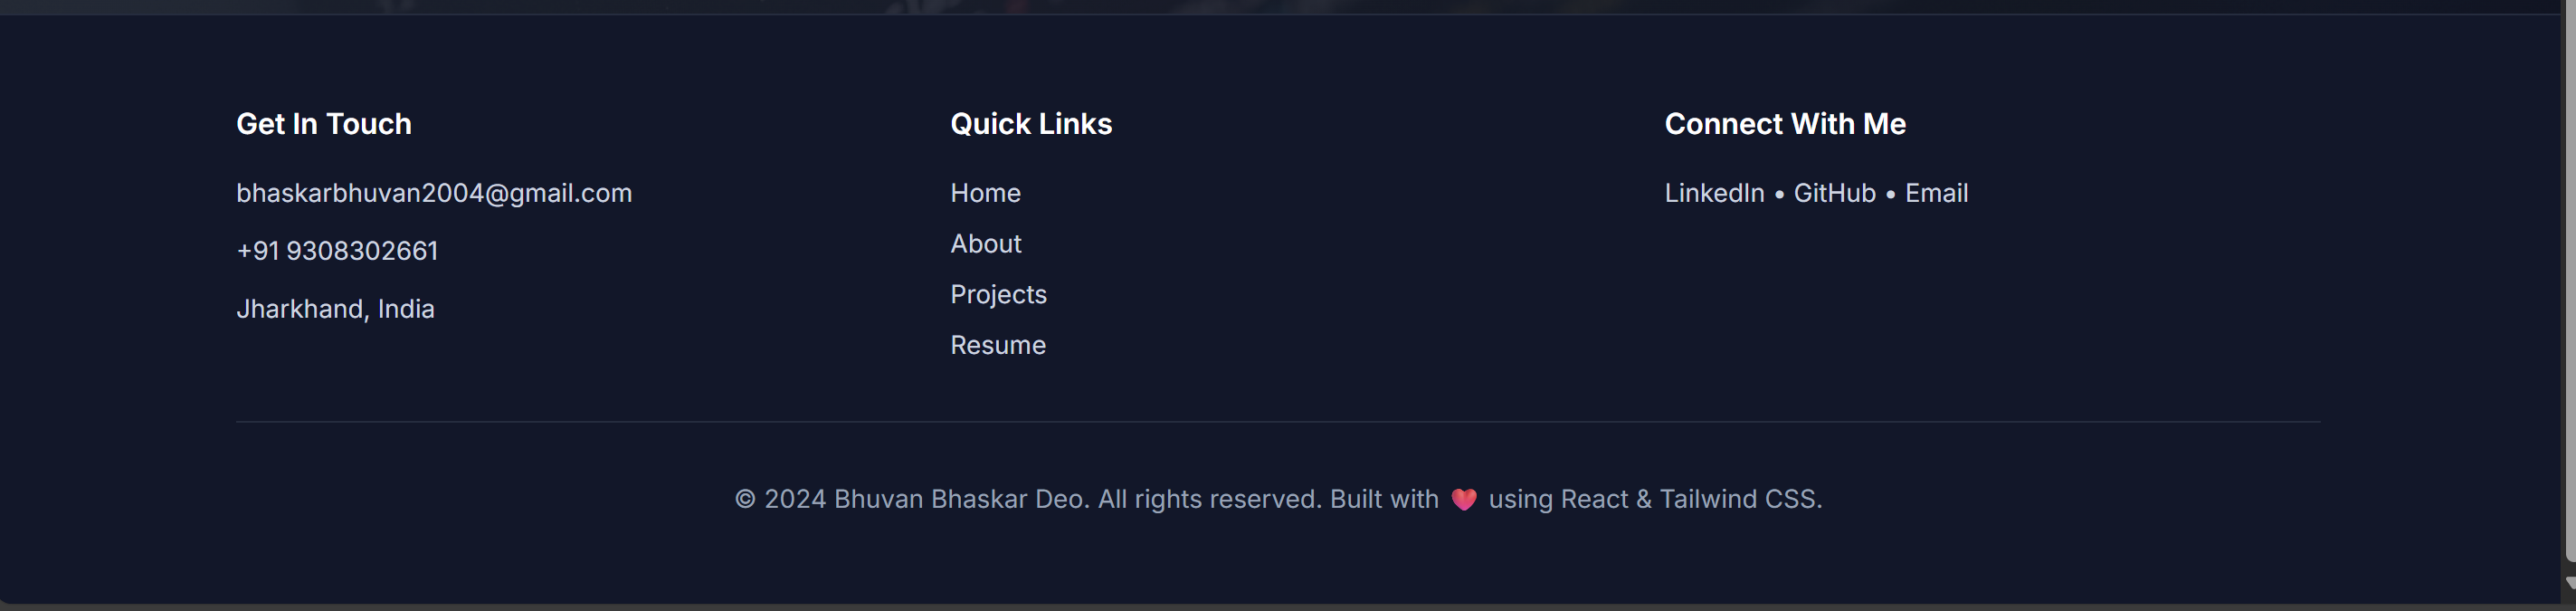 Get In Touch
bhaskarbhuvan2004@gmail.com
+91 9308302661
Jharkhand, India
Quick Links
Home
About
Projects
Resume
Connect With Me
LinkedIn • GitHub • Email
© 2024 Bhuvan Bhaskar Deo. All rights reserved. Built with ❤️ using React & Tailwind CSS.